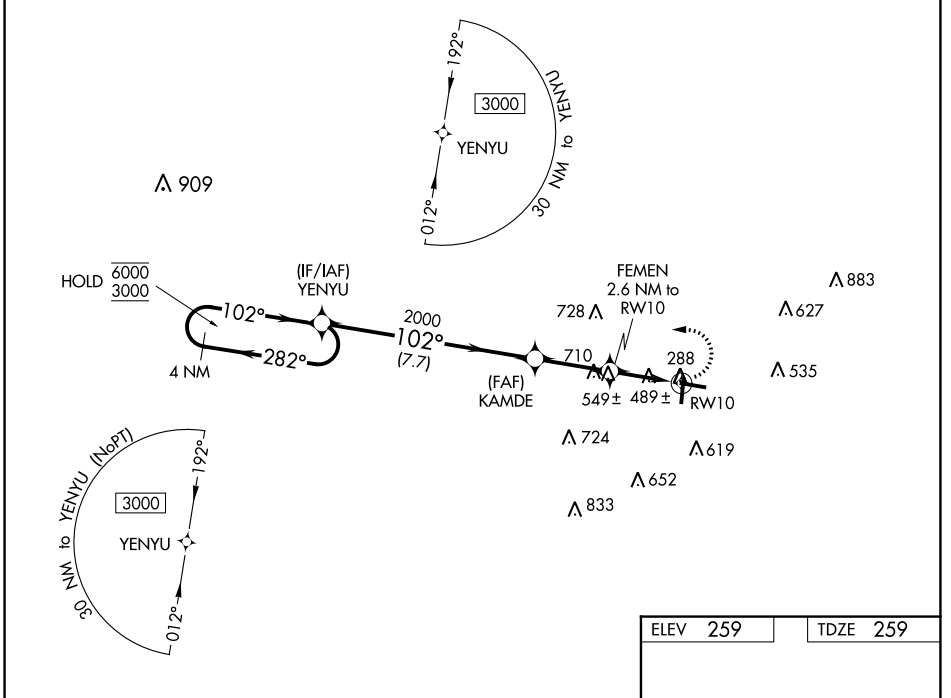 192°
3000
YENYU
012°
30 NM to YENYU
909
HOLD 6000
3000
(IF/IAF)
YENYU
102°
282°
4 NM
2000
102°
(7.7)
(FAF)
KAMDE
FEMEN
2.6 NM to
RW10
728
710
549±
489±
288
RW10
883
627
535
724
619
652
833
30 NM to YENYU (NoPT)
192°
3000
YENYU
012°
ELEV 259
TDZE 259